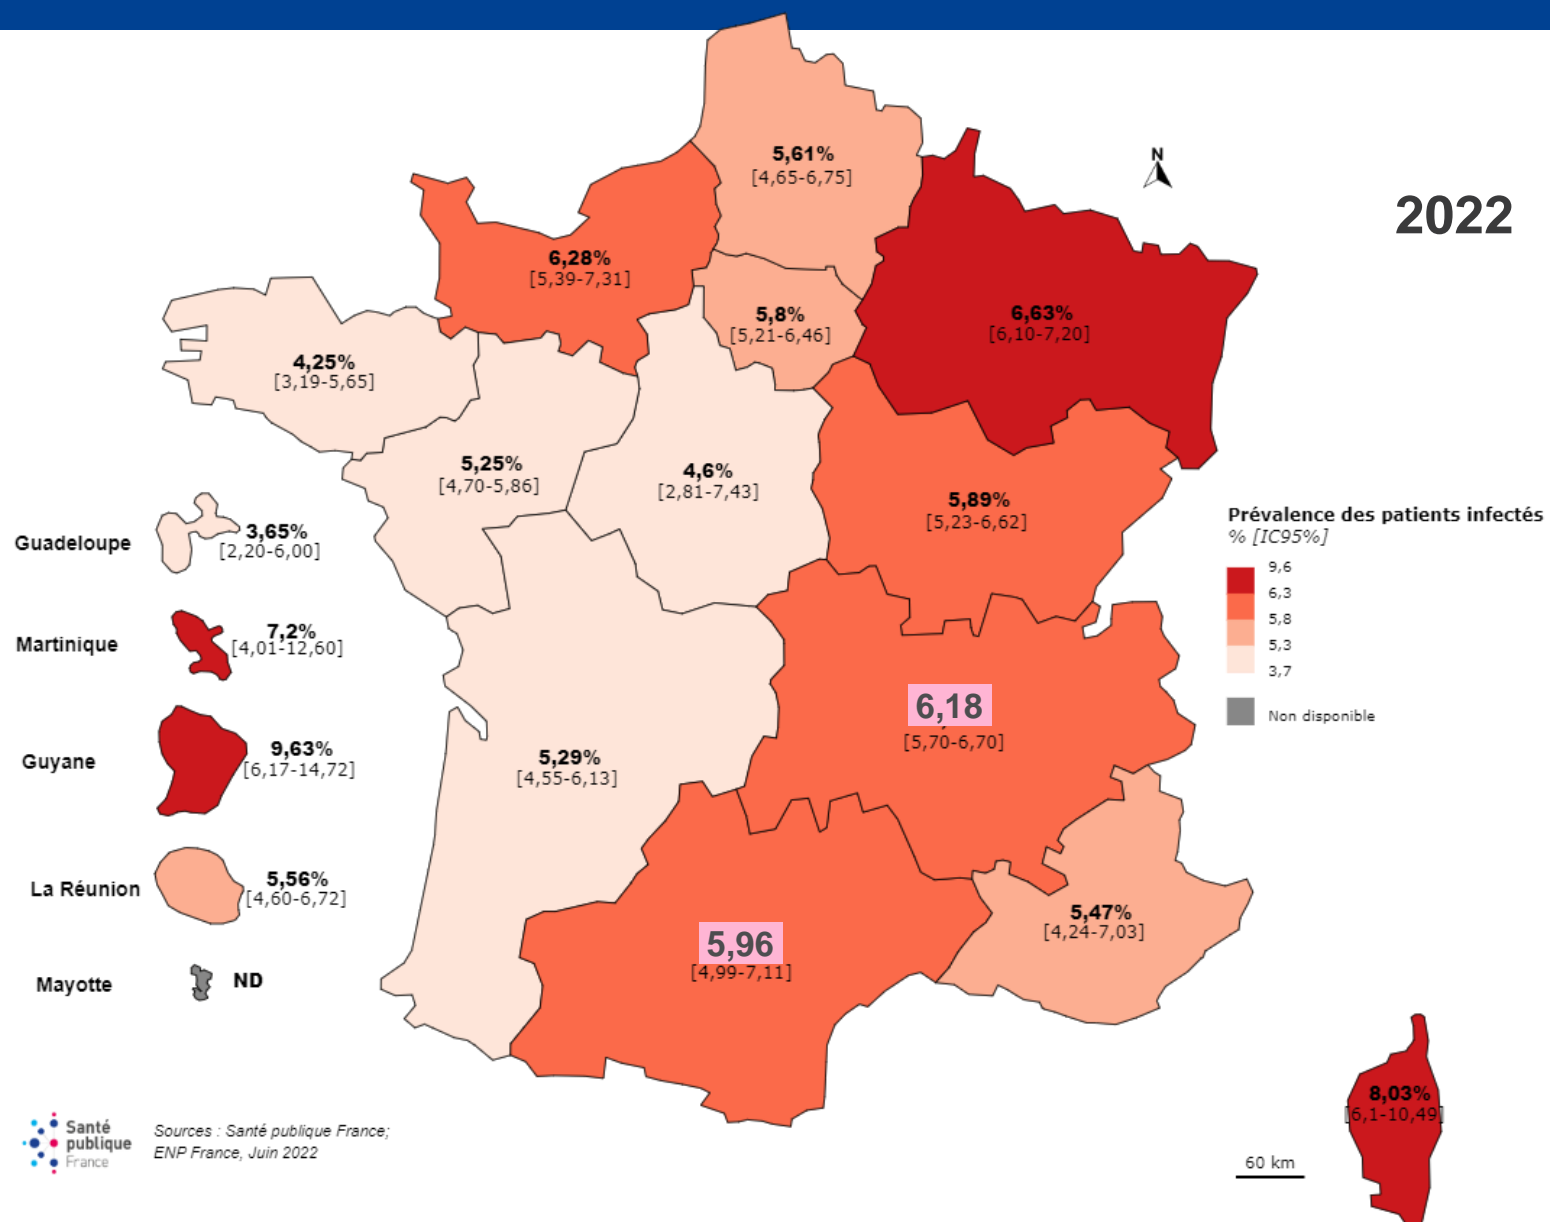 5,61%
[4,65-6,75]
N
2022
6,28%
[5,39-7,31]
5,8%
[5,21-6,46]
6,63%
[6,10-7,20]
4,25%
[3,19-5,65]
5,25%
[4,70-5,86]
4,6%
[2,81-7,43]
5,89%
[5,23-6,62]
Prévalence des patients infectés
% [IC95%]
9,6
6,3
5,8
5,3
3,7
Non disponible
Guadeloupe
3,65%
[2,20-6,00]
Martinique
7,2%
[4,01-12,60]
Guyane
9,63%
[6,17-14,72]
La Réunion
5,56%
[4,60-6,72]
Mayotte
ND
6,18
[5,70-6,70]
5,29%
[4,55-6,13]
5,96
[4,99-7,11]
5,47%
[4,24-7,03]
8,03%
[6,1-10,49]
60 km
Santé
publique
France
Sources : Santé publique France;
ENP France, Juin 2022